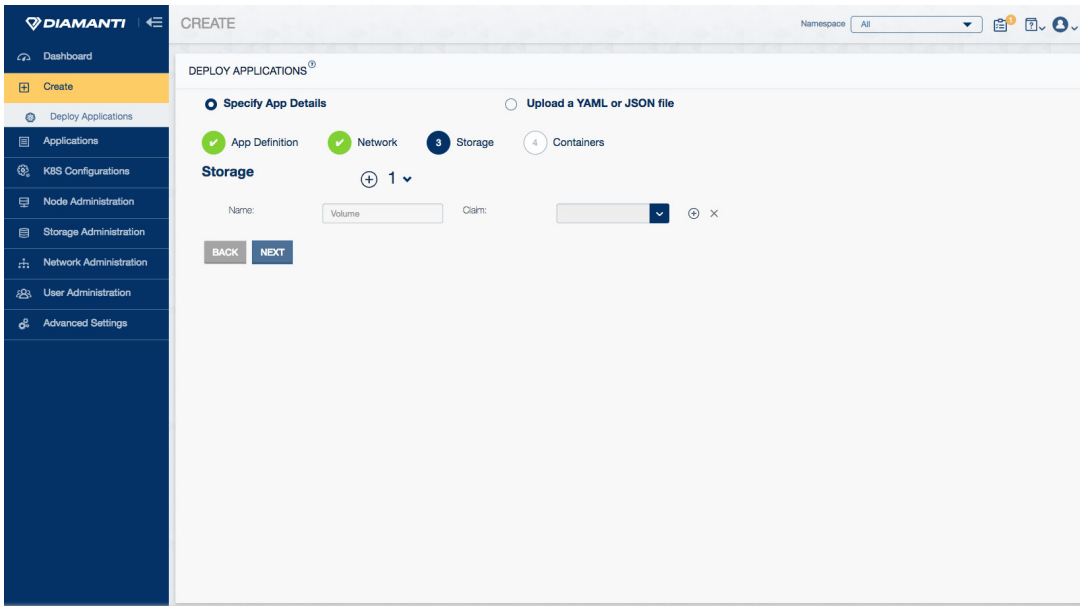 DIAMANTI
CREATE
Namespace All
1
Dashboard
Create
Deploy Applications
Applications
K8S Configurations
Node Administration
Storage Administration
Network Administration
User Administration
Advanced Settings
DEPLOY APPLICATIONS ?
Specify App Details
Upload a YAML or JSON file
App Definition
Network
3 Storage
4 Containers
Storage
1
Name: Volume Claim:
BACK NEXT